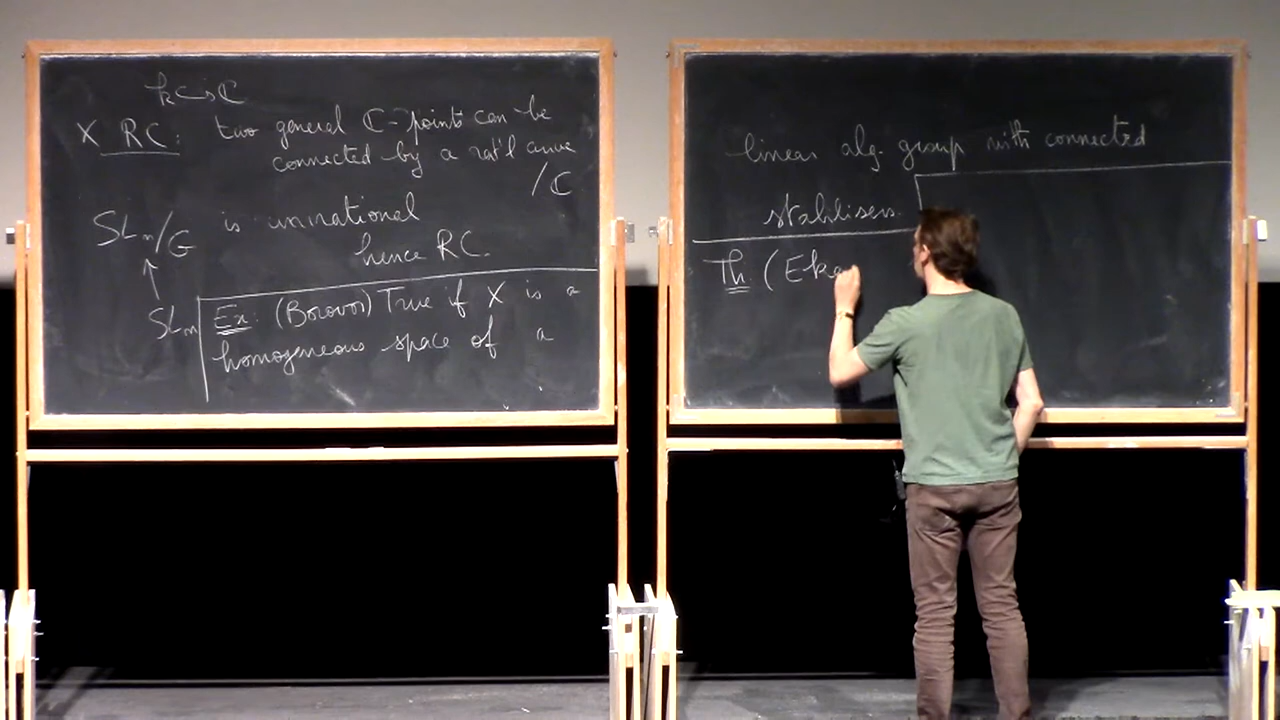 k ↪ ℂ
X RC: two general ℂ-points can be
connected by a rat'l curve
/ℂ
SLₙ/G is unirational
hence RC.
↑
SLₙ
Ex: (Borovoi) True if X is a
homogeneous space of a
linear alg. group with connected
stabilisers.
Th (Eke